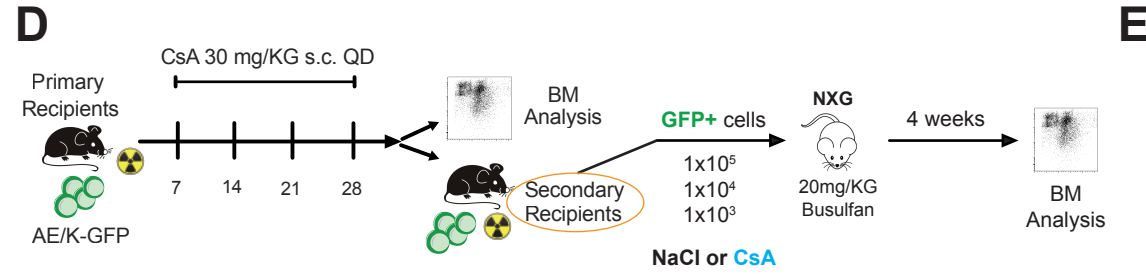 D
E
CsA 30 mg/KG s.c. QD
Primary
Recipients
AE/K-GFP
7
14
21
28
BM
Analysis
Secondary
Recipients
GFP+ cells
1x10⁵
1x10⁴
1x10³
NaCl or CsA
NXG
20mg/KG
Busulfan
4 weeks
BM
Analysis